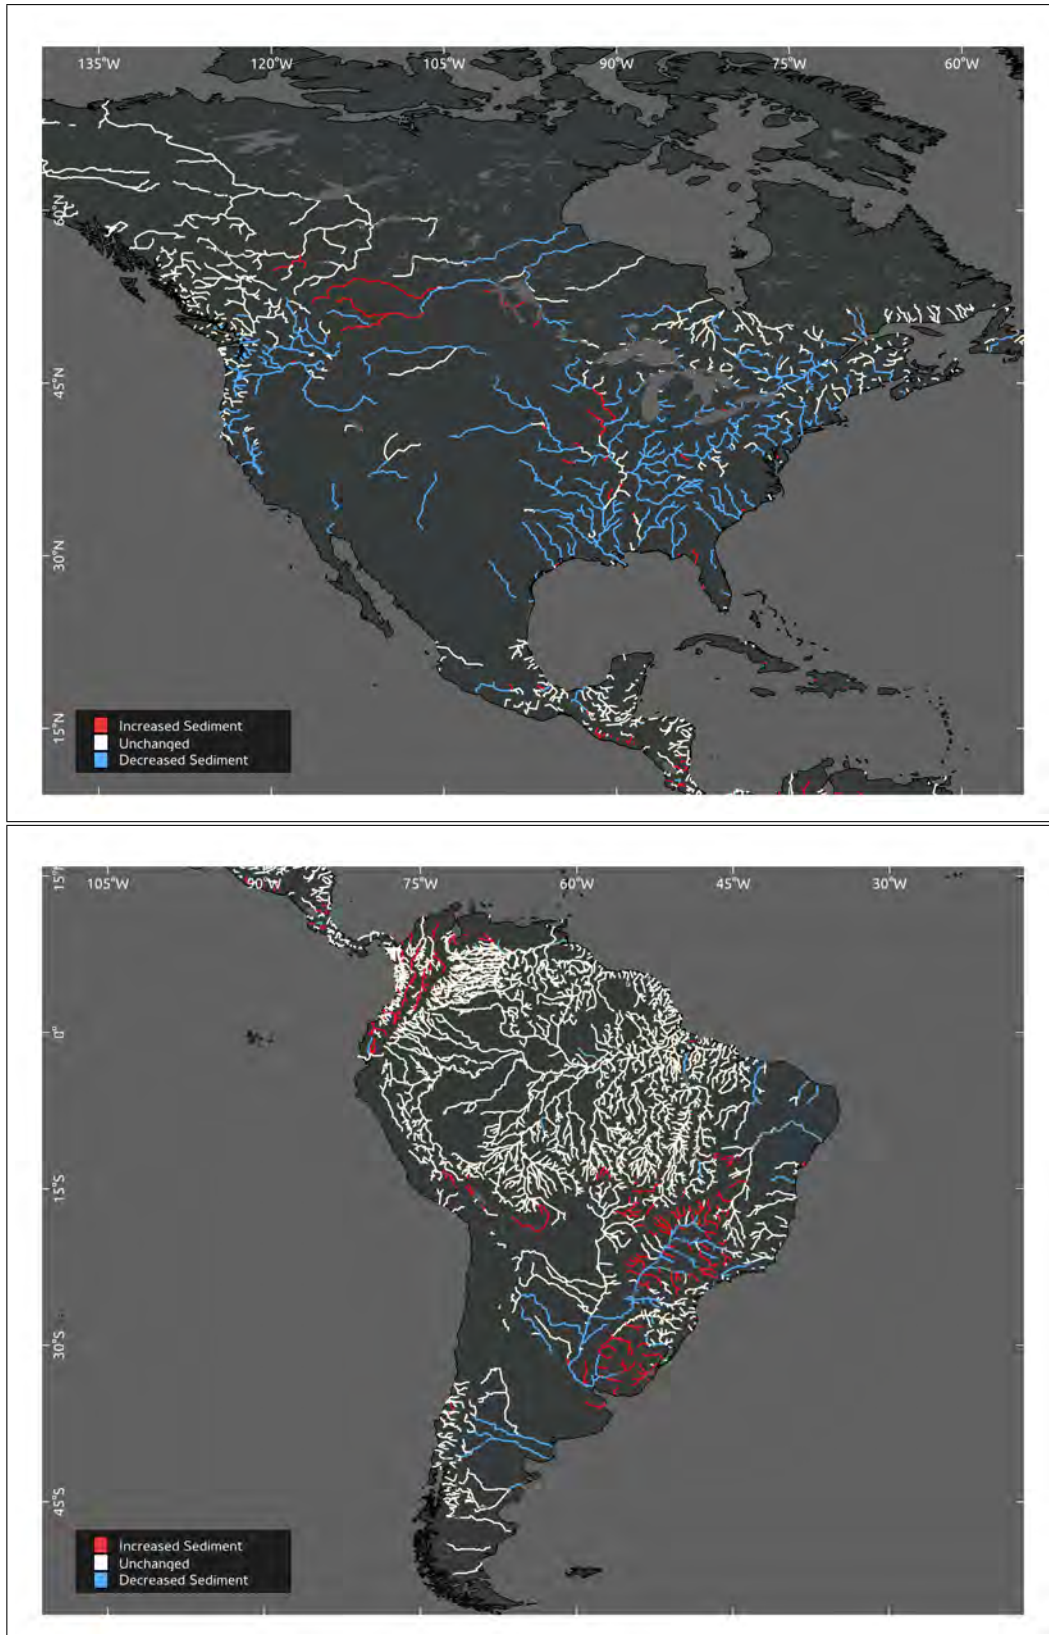 135°W 120°W 105°W 90°W 75°W 60°W
60°N
45°N
30°N
15°N
Increased Sediment
Unchanged
Decreased Sediment
15°N
105°W 90°W 75°W 60°W 45°W 30°W
0°
15°S
30°S
45°S
Increased Sediment
Unchanged
Decreased Sediment